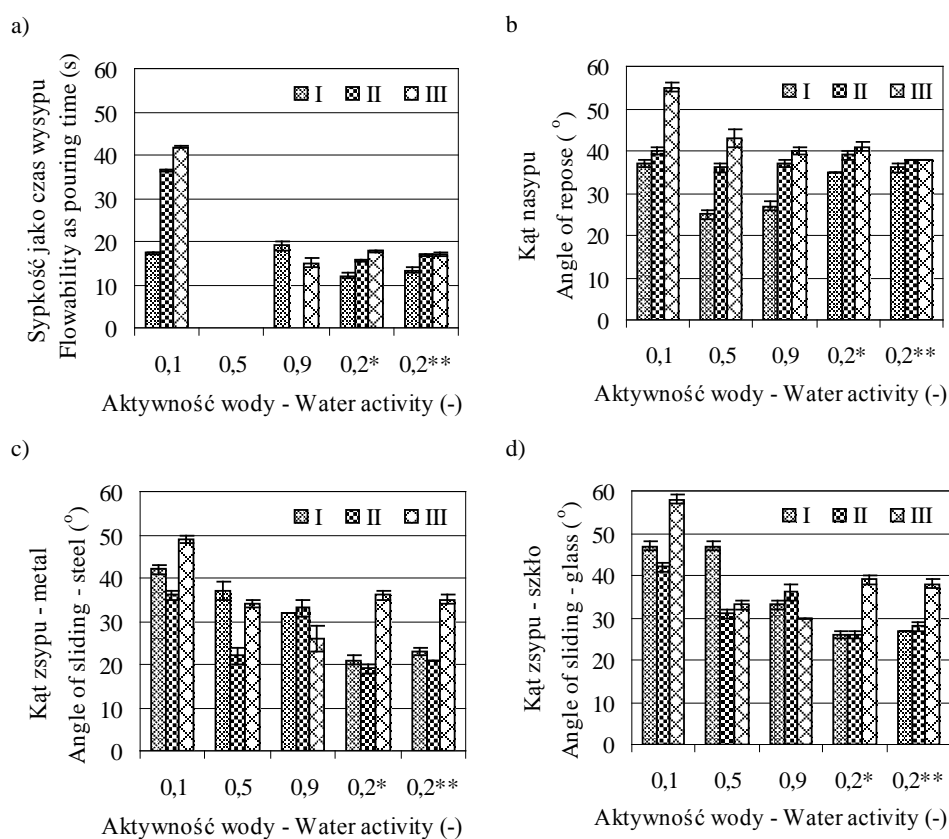 a)
Sypkość jako czas wysypu
Flowability as pouring time (s)
60
50
40
30
20
10
0
I II III
0,1 0,5 0,9 0,2* 0,2**
Aktywność wody - Water activity (-)
b
Kąt nasypu
Angle of repose (°)
60
50
40
30
20
10
0
I II III
0,1 0,5 0,9 0,2* 0,2**
Aktywność wody - Water activity (-)
c)
Kąt zsypu - metal
Angle of sliding - steel (°)
60
50
40
30
20
10
0
I II III
0,1 0,5 0,9 0,2* 0,2**
Aktywność wody - Water activity (-)
d)
Kąt zsypu - szkło
Angle of sliding - glass (°)
60
50
40
30
20
10
0
I II III
0,1 0,5 0,9 0,2* 0,2**
Aktywność wody - Water activity (-)